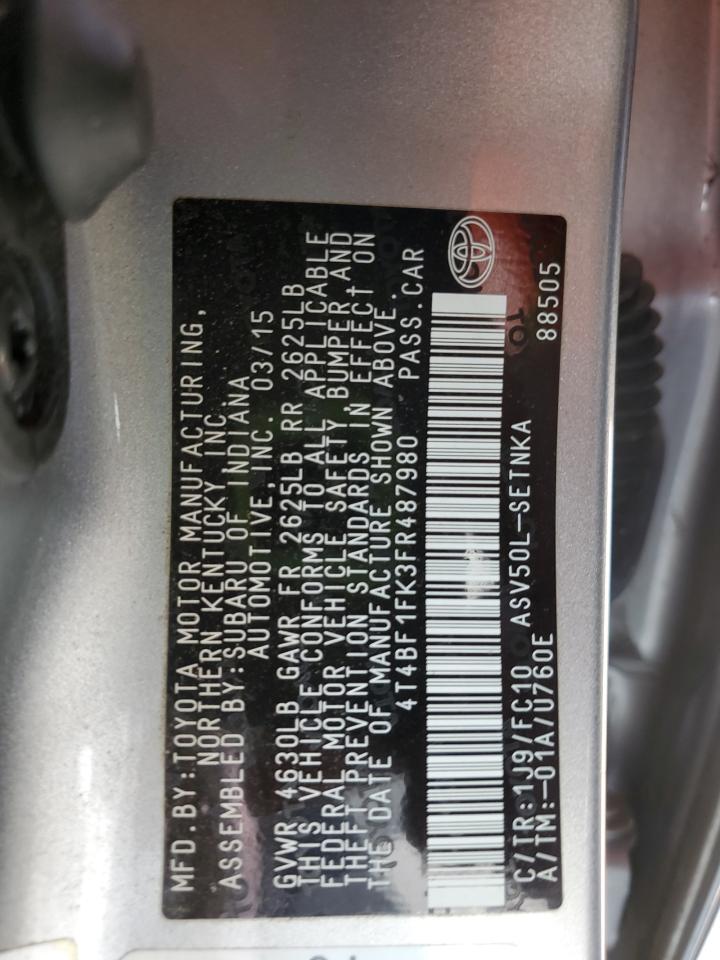 MFD.BY:TOYOTA MOTOR MANUFACTURING,
NORTHERN KENTUCKY INC.
ASSEMBLED BY:SUBARU OF INDIANA
AUTOMOTIVE,INC. 03/15
GVWR 4630LB GAWR FR 2625LB RR 2625LB
THIS VEHICLE CONFORMS TO ALL APPLICABLE
FEDERAL MOTOR VEHICLE SAFETY, BUMPER AND
THEFT PREVENTION STANDARDS IN EFFECT ON
THE DATE OF MANUFACTURE SHOWN ABOVE.
4T4BF1FK3FR487980 PASS.CAR
C/TR:1J9/FC10 ASV50L-SETNKA
A/TM:-01A/U760E 88505